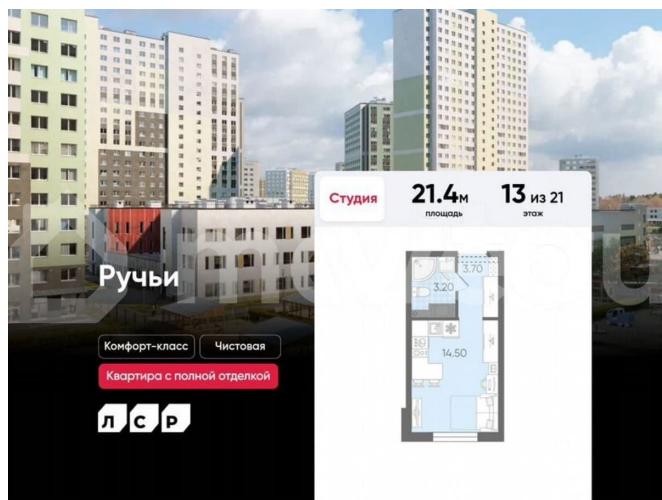 Студия
21.4м
площадь
13 из 21
этаж
Ручьи
3.20
3.70
14.50
Комфорт-класс
Чистовая
Квартира с полной отделкой
ЛСР